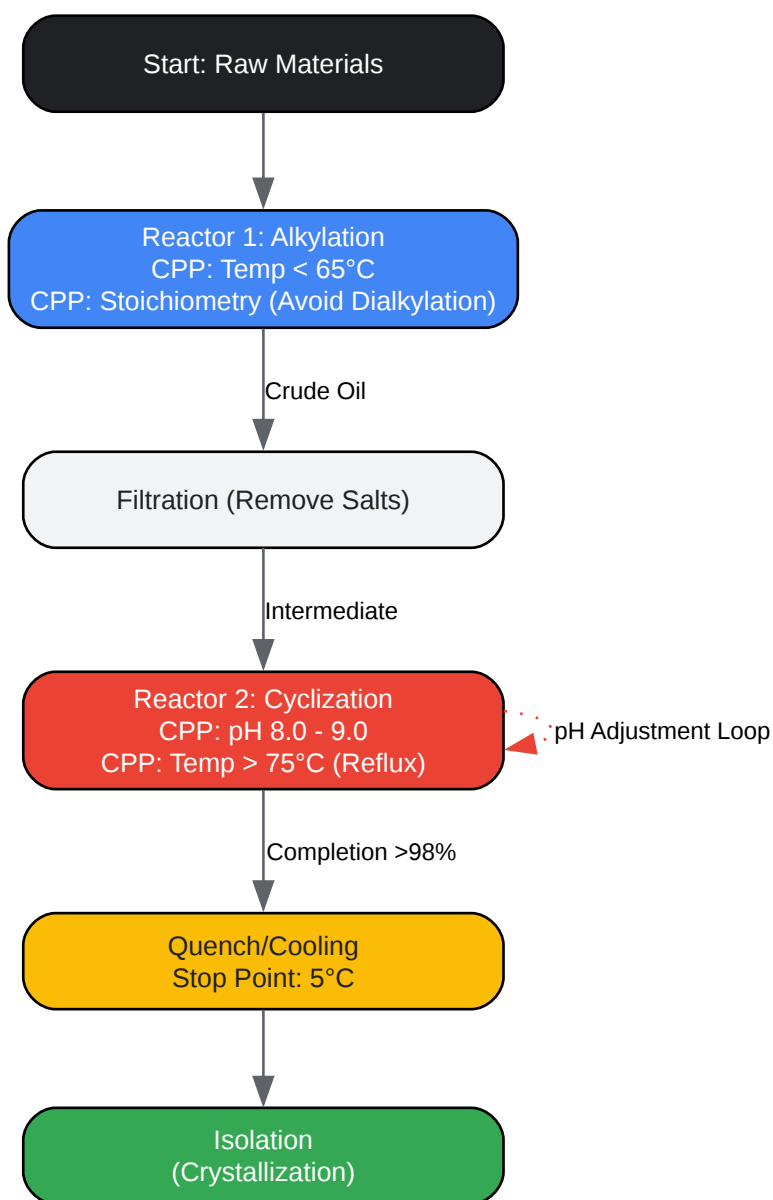 Start: Raw Materials
Reactor 1: Alkylation
CPP: Temp < 65°C
CPP: Stoichiometry (Avoid Dialkylation)
Crude Oil
Filtration (Remove Salts)
Intermediate
Reactor 2: Cyclization
CPP: pH 8.0 - 9.0
CPP: Temp > 75°C (Reflux)
pH Adjustment Loop
Completion >98%
Quench/Cooling
Stop Point: 5°C
Isolation
(Crystallization)